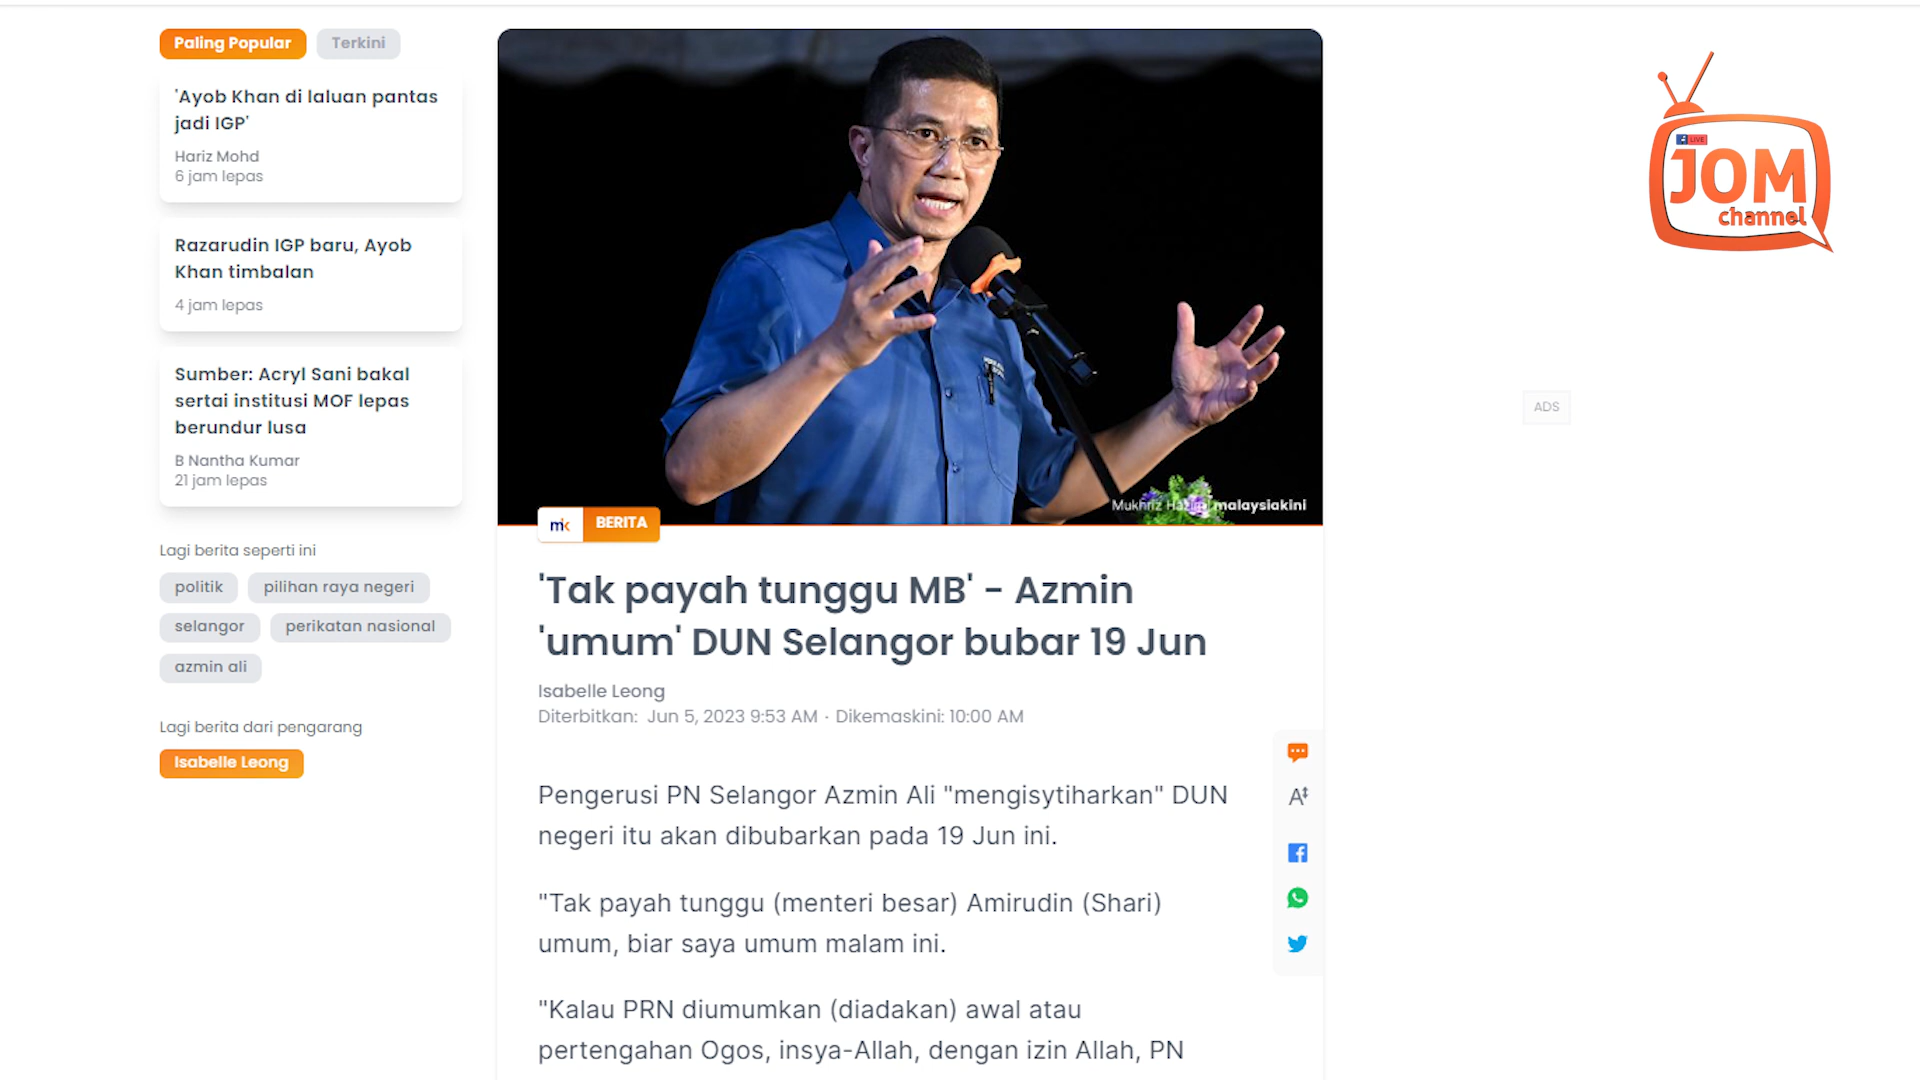 Paling Popular
Terkini
'Ayob Khan di laluan pantas
jadi IGP'
Hariz Mohd
6 jam lepas
Razarudin IGP baru, Ayob
Khan timbalan
4 jam lepas
Sumber: Acryl Sani bakal
sertai institusi MOF lepas
berundur lusa
B Nantha Kumar
21 jam lepas
Lagi berita seperti ini
politik
pilihan raya negeri
selangor
perikatan nasional
azmin ali
Lagi berita dari pengarang
Isabelle Leong
Mukhriz malaysiakini
mk
BERITA
'Tak payah tunggu MB' - Azmin
'umum' DUN Selangor bubar 19 Jun
Isabelle Leong
Diterbitkan: Jun 5, 2023 9:53 AM · Dikemaskini: 10:00 AM
Pengerusi PN Selangor Azmin Ali "mengisytiharkan" DUN
negeri itu akan dibubarkan pada 19 Jun ini.
"Tak payah tunggu (menteri besar) Amirudin (Shari)
umum, biar saya umum malam ini.
"Kalau PRN diumumkan (diadakan) awal atau
pertengahan Ogos, insya-Allah, dengan izin Allah, PN
LIVE
JOM
channel
ADS